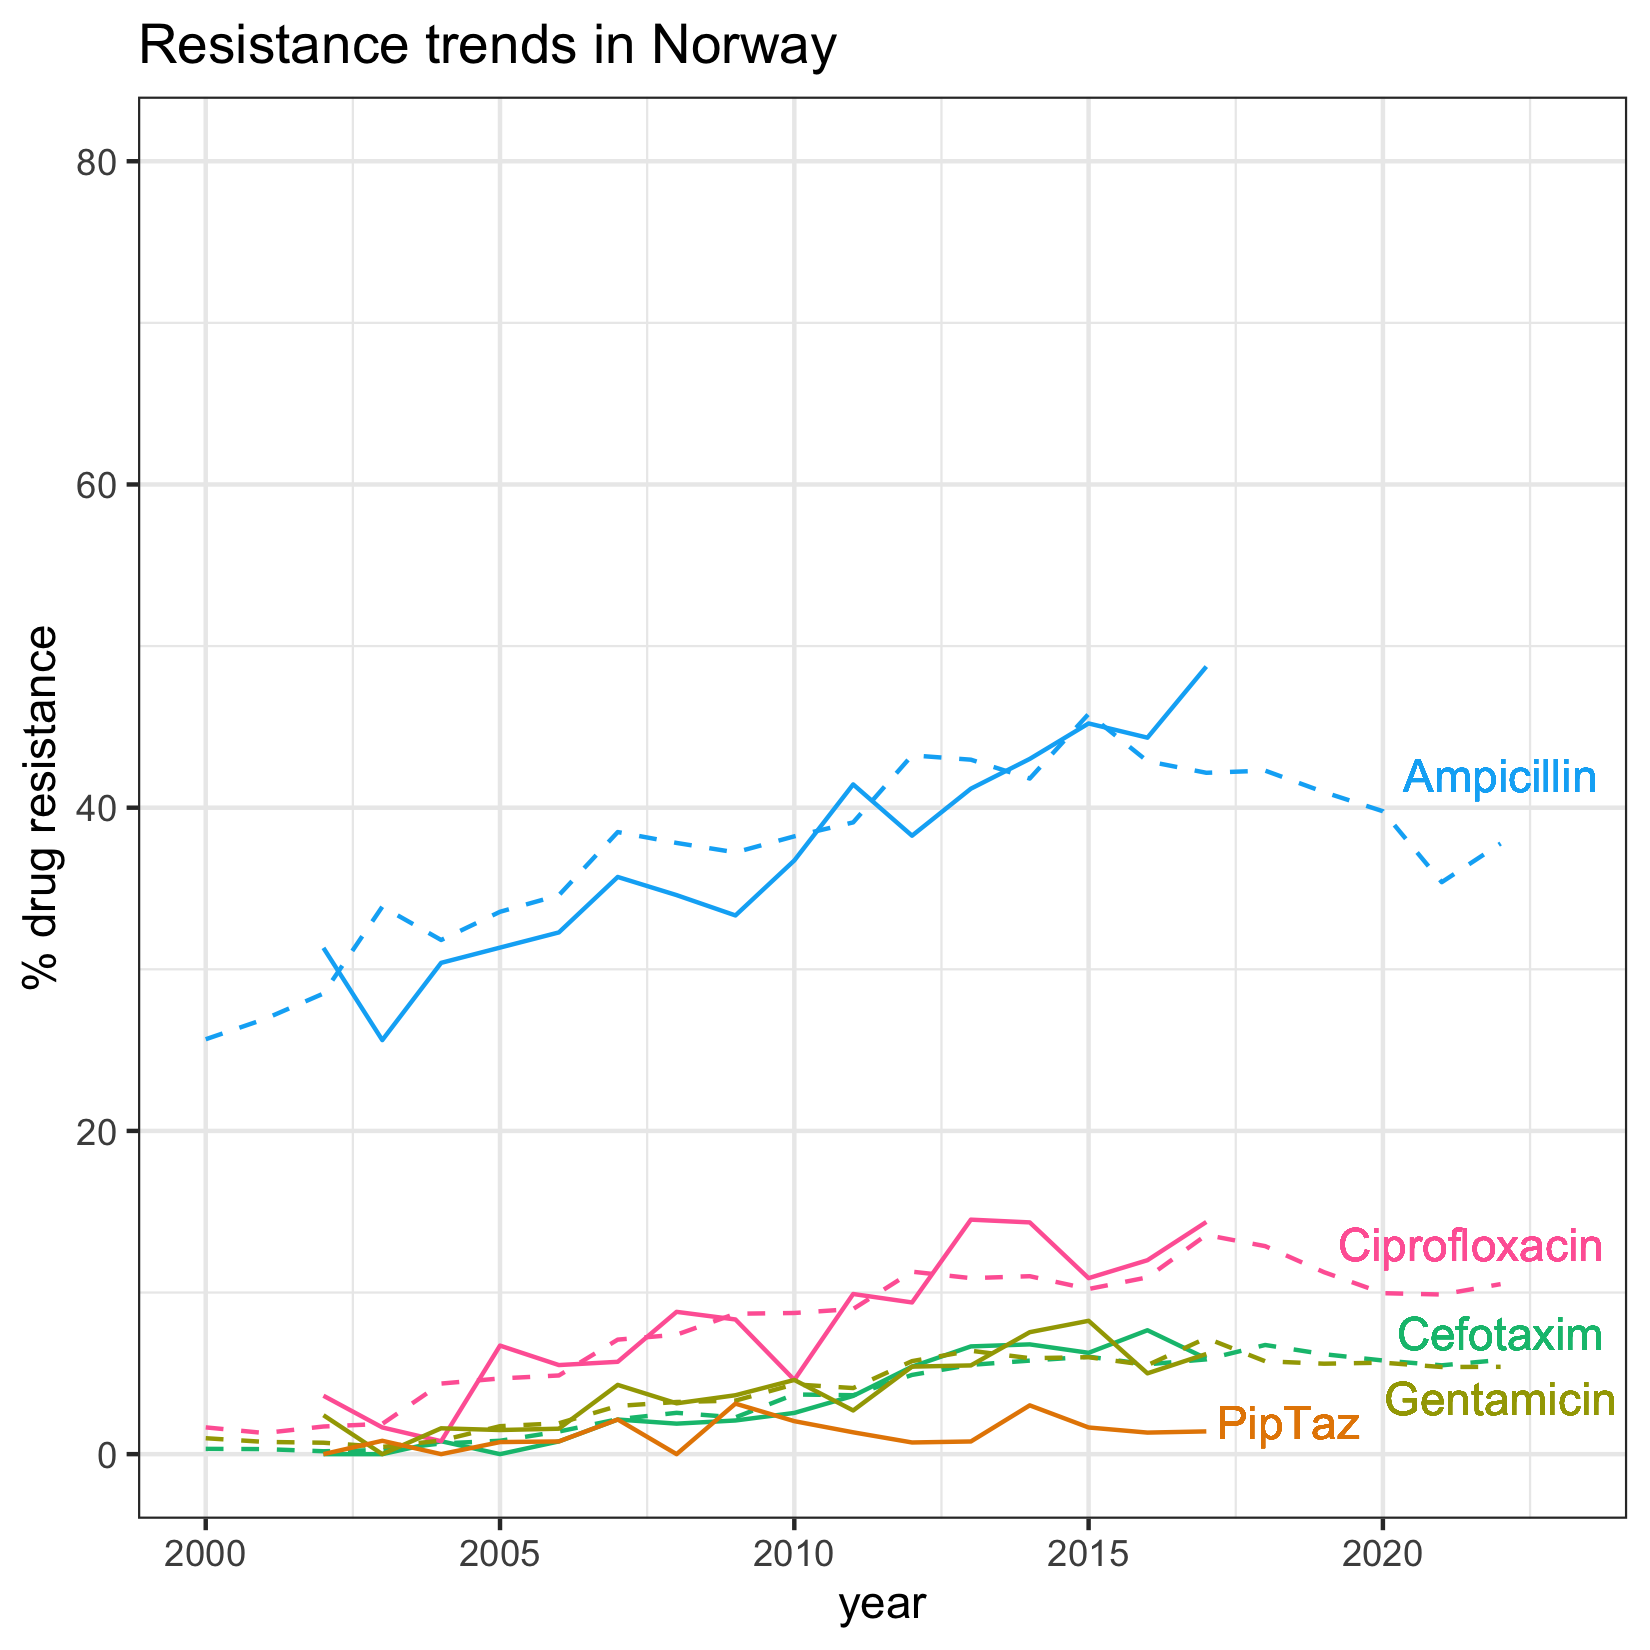 Resistance trends in Norway
% drug resistance
80
60
40
20
0
Ampicillin
Ciprofloxacin
Cefotaxim
Gentamicin
PipTaz
2000 2005 2010 2015 2020
year